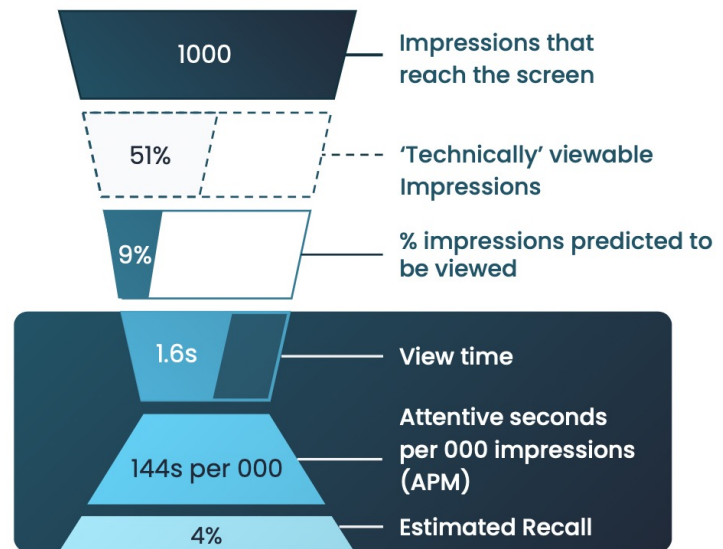 1000
Impressions that
reach the screen
51%
‘Technically’ viewable
Impressions
9%
% impressions predicted to
be viewed
1.6s
View time
144s per 000
Attentive seconds
per 000 impressions
(APM)
4%
Estimated Recall